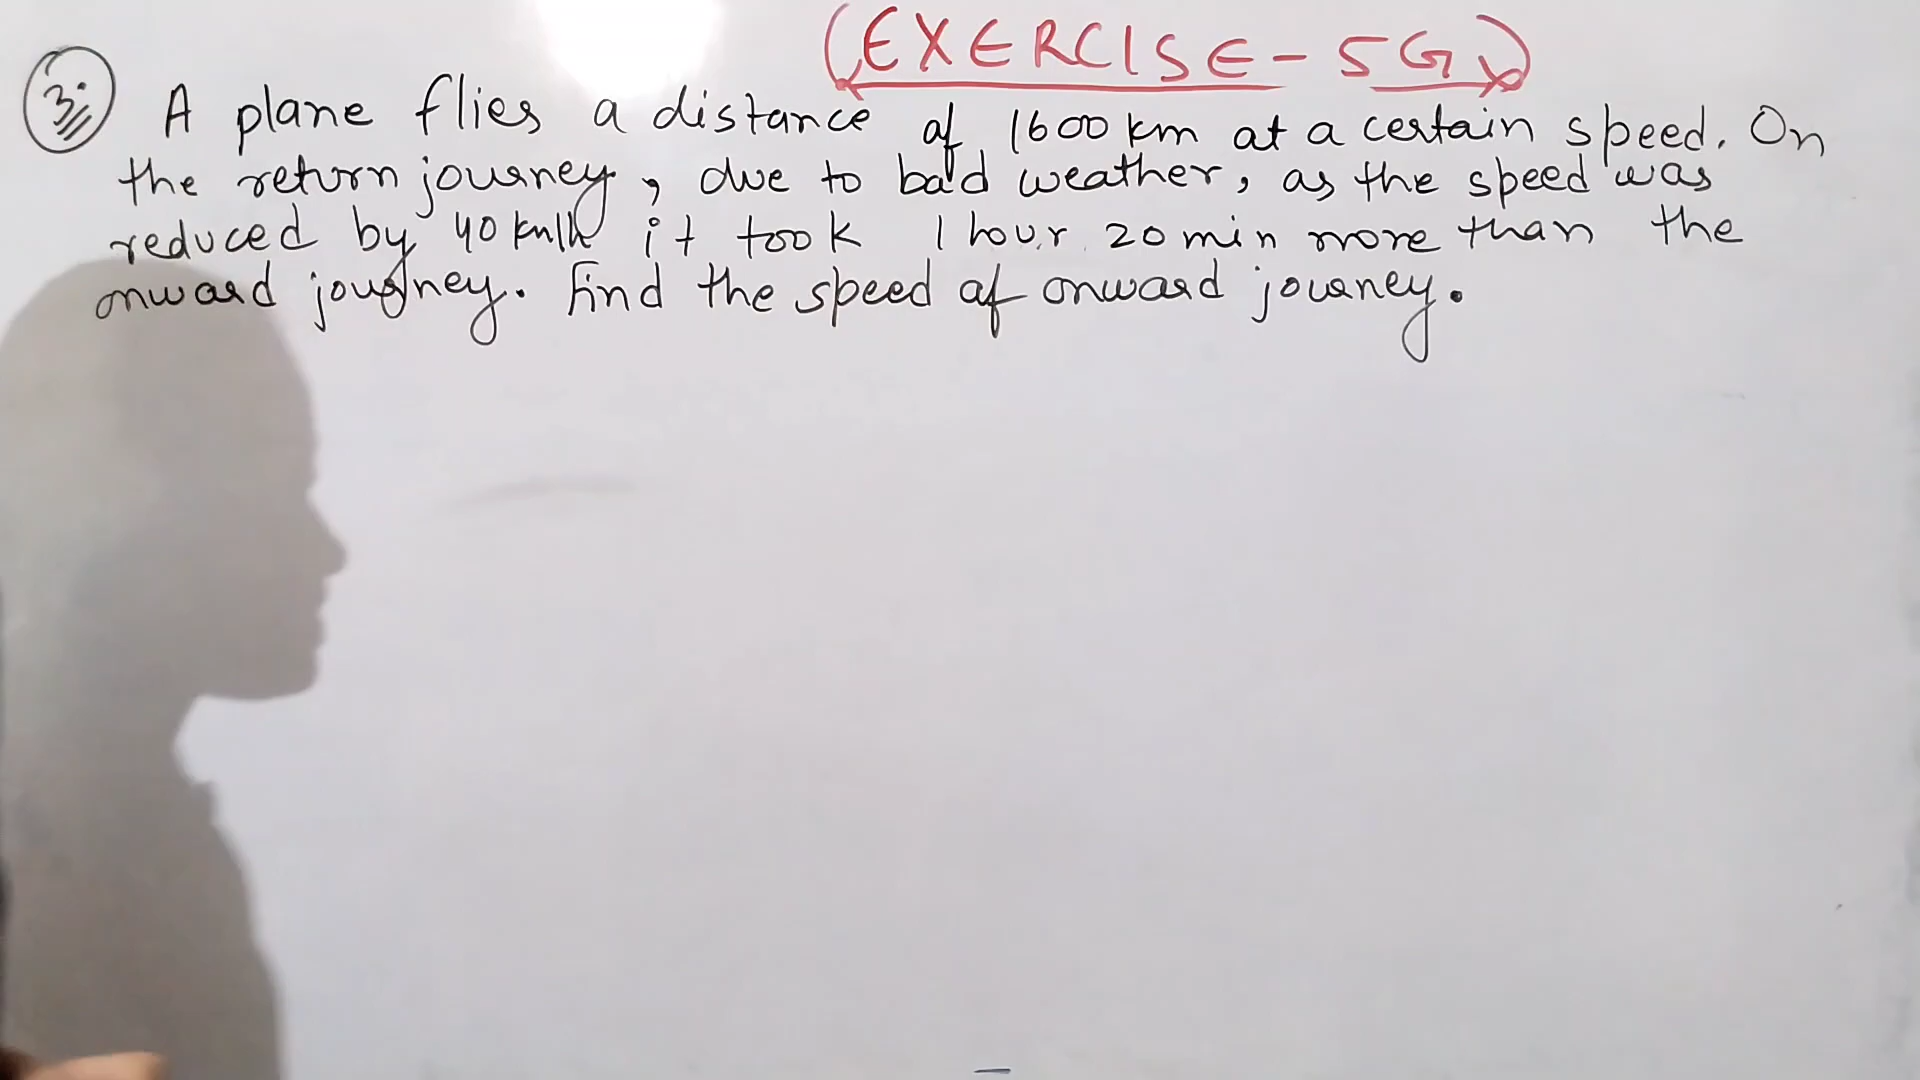 (EXERCISE-5G)
3. A plane flies a distance of 1600 km at a certain speed. On
the return journey, due to bad weather, as the speed was
reduced by 40 km/h it took 1 hour 20 min more than the
onward journey. Find the speed of onward journey.